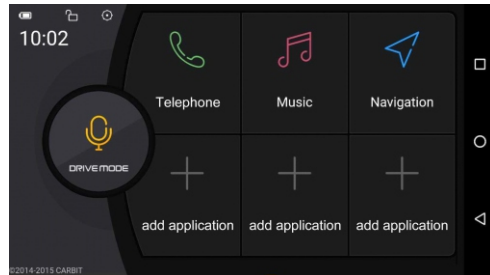 10:02
Telephone
Music
Navigation
DRIVE MODE
add application
add application
add application
©2014-2015 CARBIT